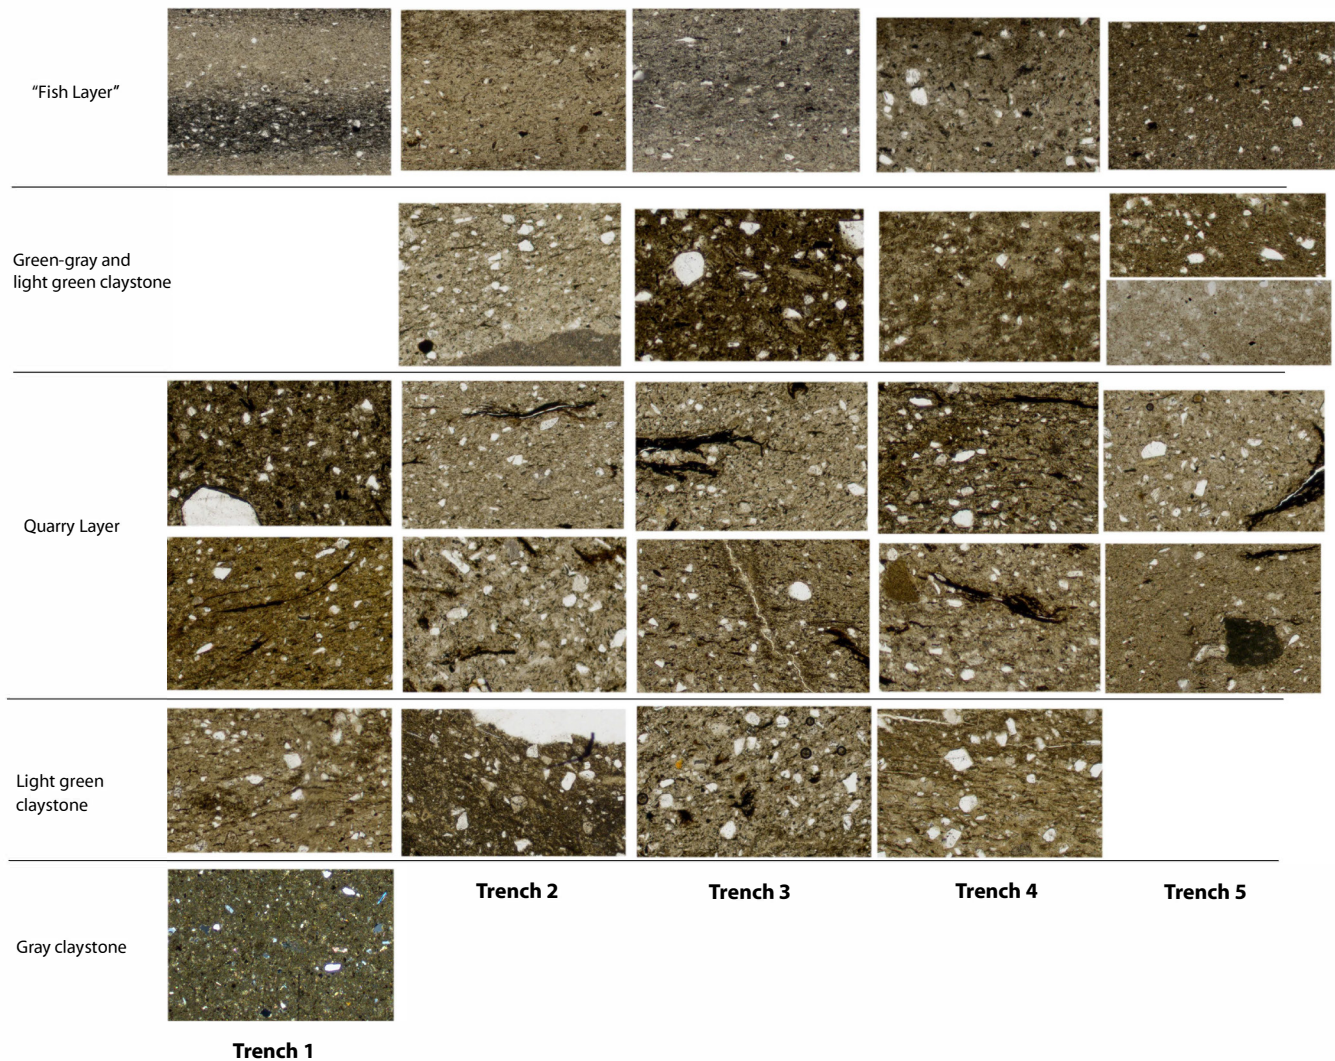 “Fish Layer”
Green-gray and
light green claystone
Quarry Layer
Light green
claystone
Trench 2 Trench 3 Trench 4 Trench 5
Gray claystone
Trench 1